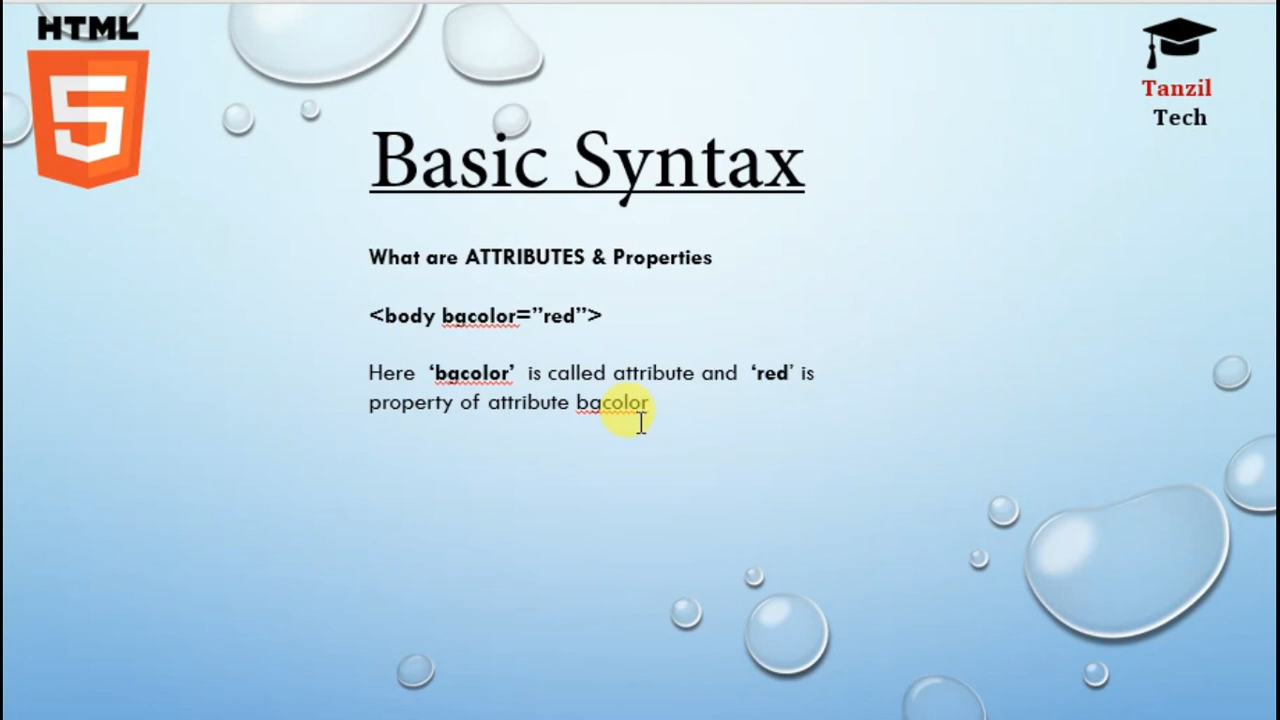 HTML
5
Tanzil
Tech
Basic Syntax
What are ATTRIBUTES & Properties
<body bgcolor=”red”>
Here ‘bgcolor’ is called attribute and ‘red’ is
property of attribute bgcolor